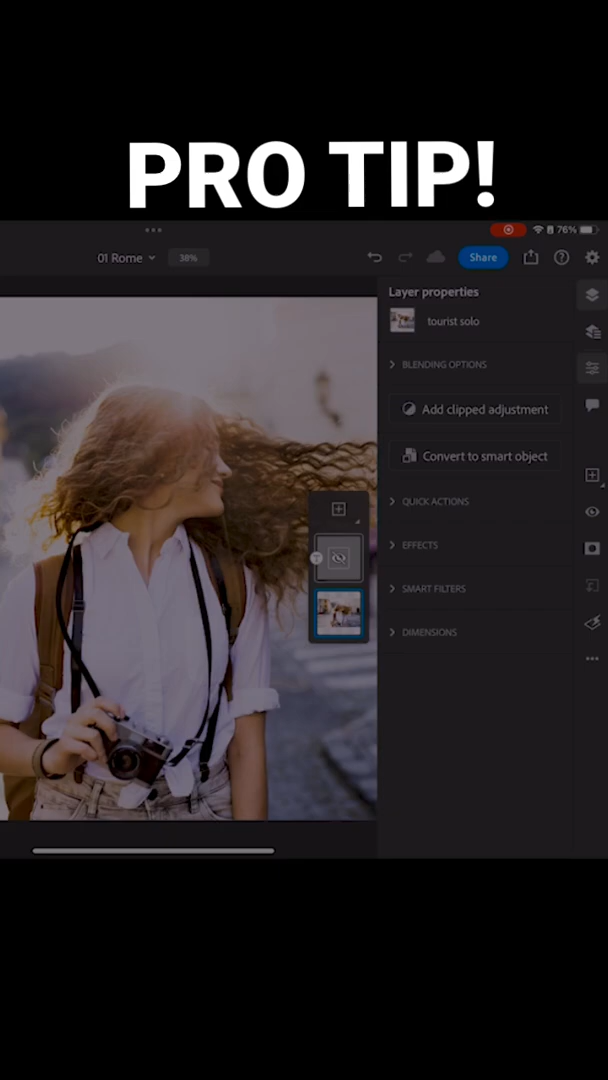 PRO TIP!
76%
01 Rome
38%
Share
Layer properties
tourist solo
BLENDING OPTIONS
Add clipped adjustment
Convert to smart object
QUICK ACTIONS
EFFECTS
SMART FILTERS
DIMENSIONS
T